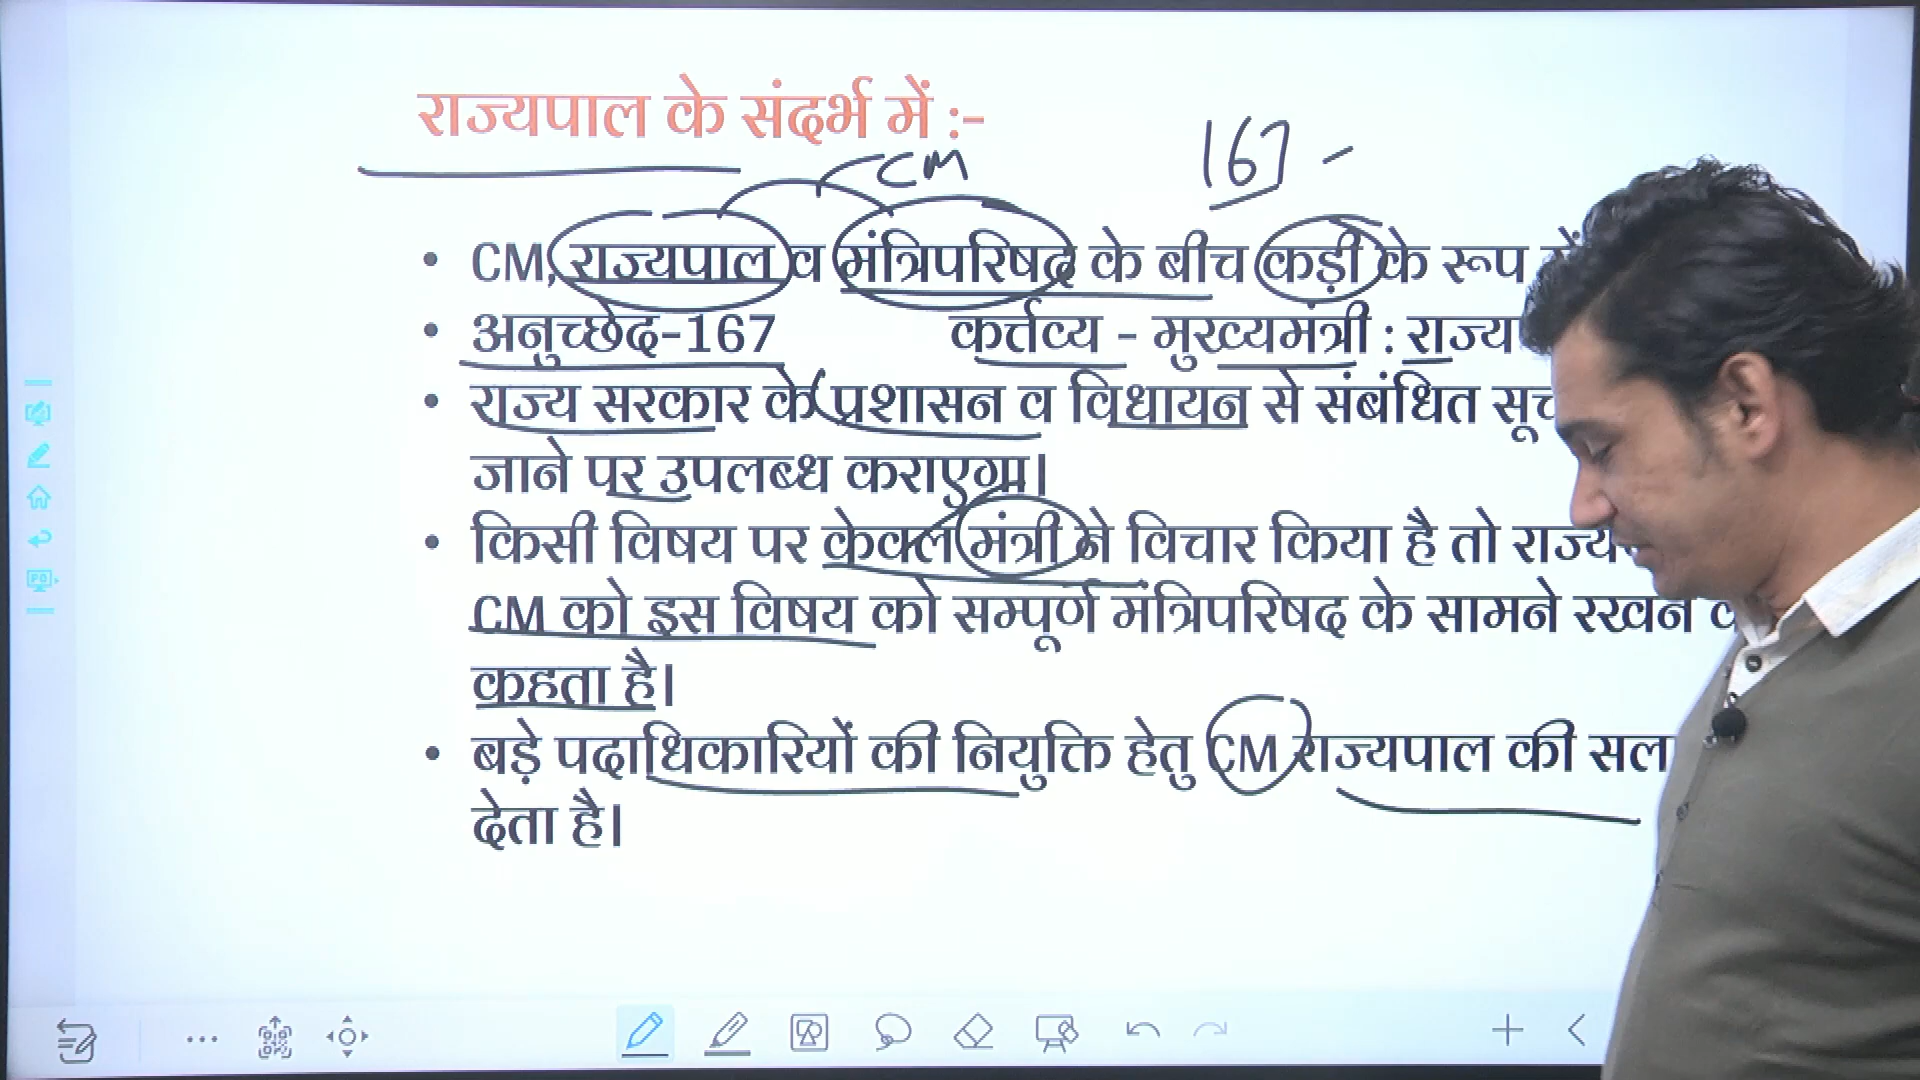 राज्यपाल के संदर्भ में :-
CM
167 -
• CM, राज्यपाल व मंत्रिपरिषद के बीच कड़ी के रूप में
• अनुच्छेद-167 कर्त्तव्य - मुख्यमंत्री : राज्य
• राज्य सरकार के प्रशासन व विधायन से संबंधित
जाने पर उपलब्ध कराएगा।
• किसी विषय पर केवल मंत्री ने विचार किया है तो
CM को इस विषय को सम्पूर्ण मंत्रिपरिषद के सामने रखने
कहता है।
• बड़े पदाधिकारियों की नियुक्ति हेतु CM राज्यपाल की
देता है।